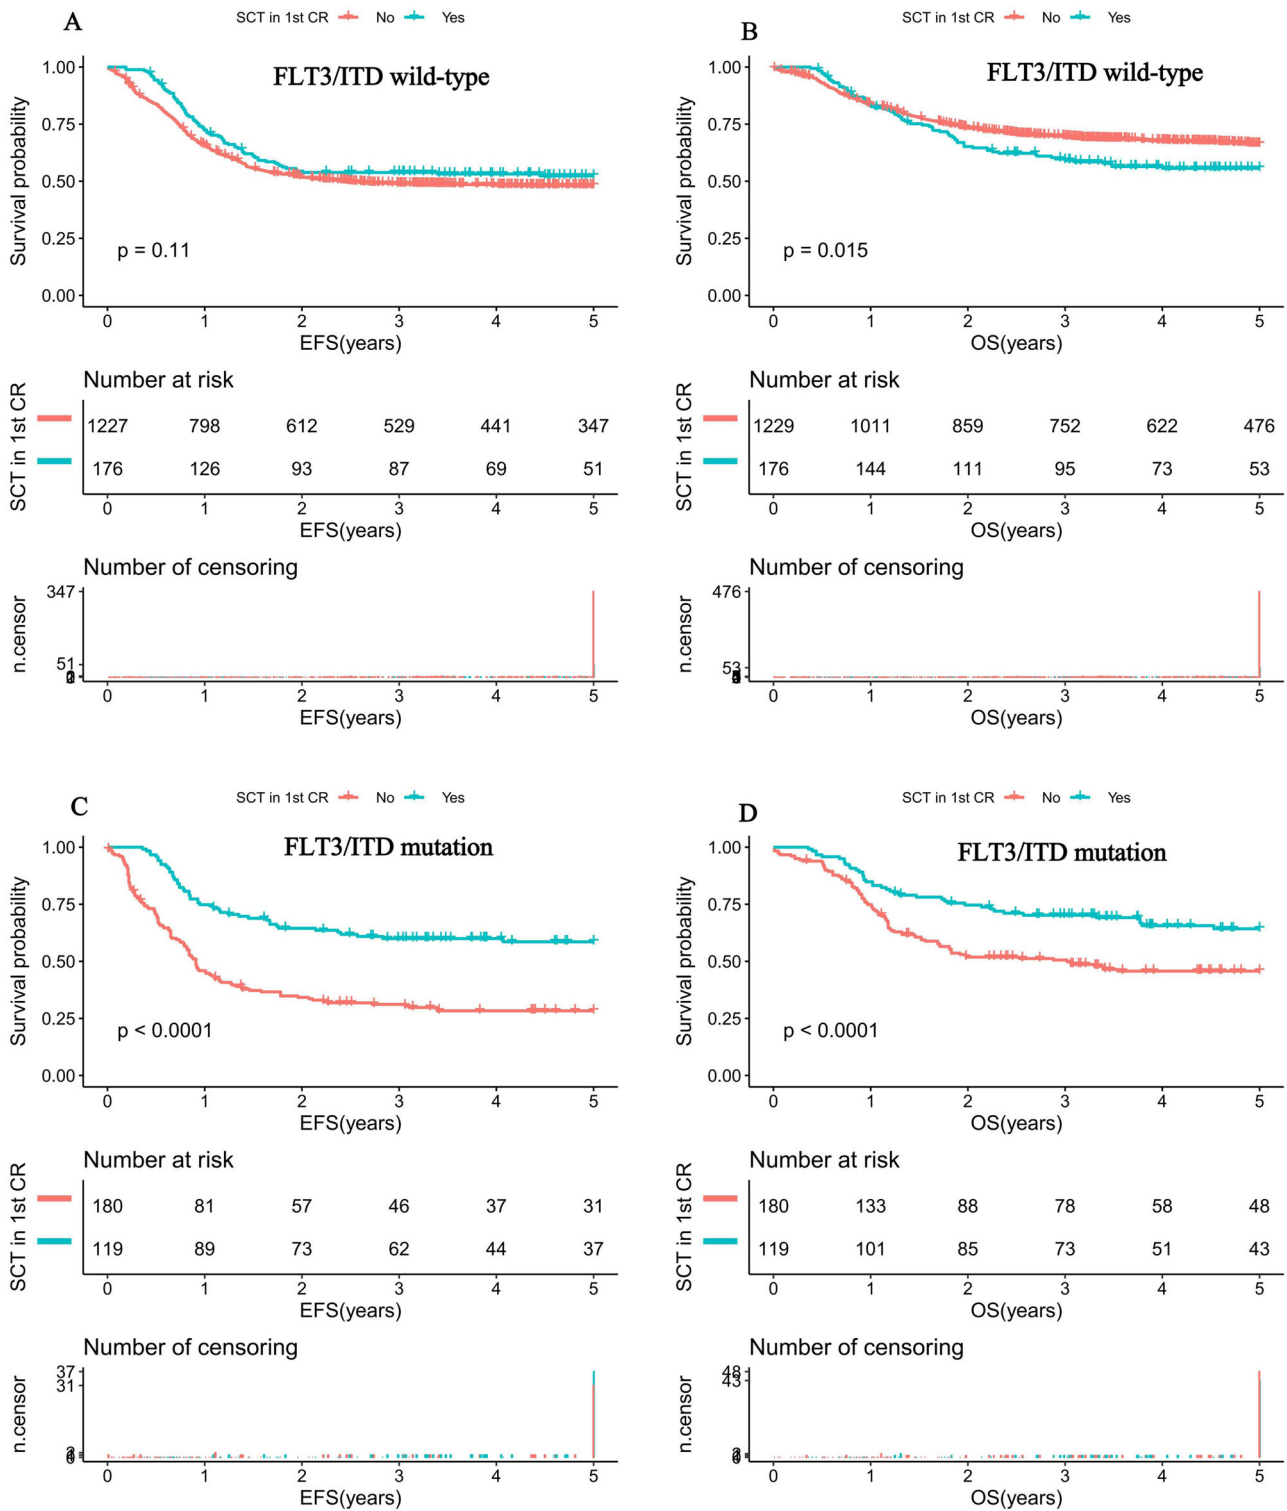 A
SCT in 1st CR No Yes
FLT3/ITD wild-type
Survival probability
1.00
0.75
0.50
0.25
0.00
p = 0.11
0 1 2 3 4 5
EFS(years)
Number at risk
SCT in 1st CR
1227 798 612 529 441 347
176 126 93 87 69 51
0 1 2 3 4 5
EFS(years)
Number of censoring
n.censor
347
51
0 1 2 3 4 5
EFS(years)
B
SCT in 1st CR No Yes
FLT3/ITD wild-type
Survival probability
1.00
0.75
0.50
0.25
0.00
p = 0.015
0 1 2 3 4 5
OS(years)
Number at risk
SCT in 1st CR
1229 1011 859 752 622 476
176 144 111 95 73 53
0 1 2 3 4 5
OS(years)
Number of censoring
n.censor
476
53
0 1 2 3 4 5
OS(years)
C
SCT in 1st CR No Yes
FLT3/ITD mutation
Survival probability
1.00
0.75
0.50
0.25
0.00
p < 0.0001
0 1 2 3 4 5
EFS(years)
Number at risk
SCT in 1st CR
180 81 57 46 37 31
119 89 73 62 44 37
0 1 2 3 4 5
EFS(years)
Number of censoring
n.censor
37
31
0 1 2 3 4 5
EFS(years)
D
SCT in 1st CR No Yes
FLT3/ITD mutation
Survival probability
1.00
0.75
0.50
0.25
0.00
p < 0.0001
0 1 2 3 4 5
OS(years)
Number at risk
SCT in 1st CR
180 133 88 78 58 48
119 101 85 73 51 43
0 1 2 3 4 5
OS(years)
Number of censoring
n.censor
48
43
0 1 2 3 4 5
OS(years)